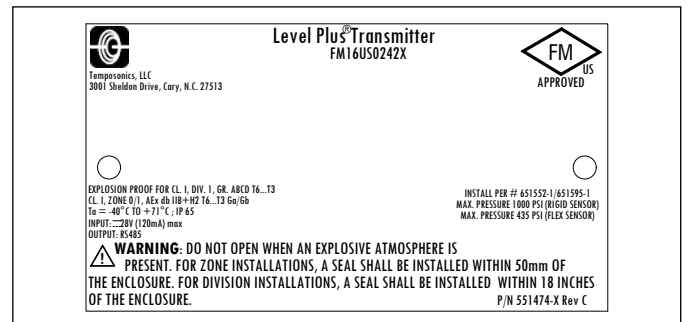 Level Plus® Transmitter
FM16US0242X
FM
US
APPROVED
Temposonics, LLC
3001 Sheldon Drive, Cary, N.C. 27513
EXPLOSION PROOF FOR CL. I, DIV. 1, GR. ABCD T6...T3
CL. I, ZONE 0/1, AEx db IIB+H2 T6...T3 Ga/Gb
Ta = -40°C TO +71°C ; IP 65
INPUT: ⎓28V (120mA) max
OUTPUT: RS485
INSTALL PER # 651552-1/651595-1
MAX. PRESSURE 1000 PSI (RIGID SENSOR)
MAX. PRESSURE 435 PSI (FLEX SENSOR)
WARNING: DO NOT OPEN WHEN AN EXPLOSIVE ATMOSPHERE IS
PRESENT. FOR ZONE INSTALLATIONS, A SEAL SHALL BE INSTALLED WITHIN 50mm OF
THE ENCLOSURE. FOR DIVISION INSTALLATIONS, A SEAL SHALL BE INSTALLED WITHIN 18 INCHES
OF THE ENCLOSURE.
P/N 551474-X Rev C